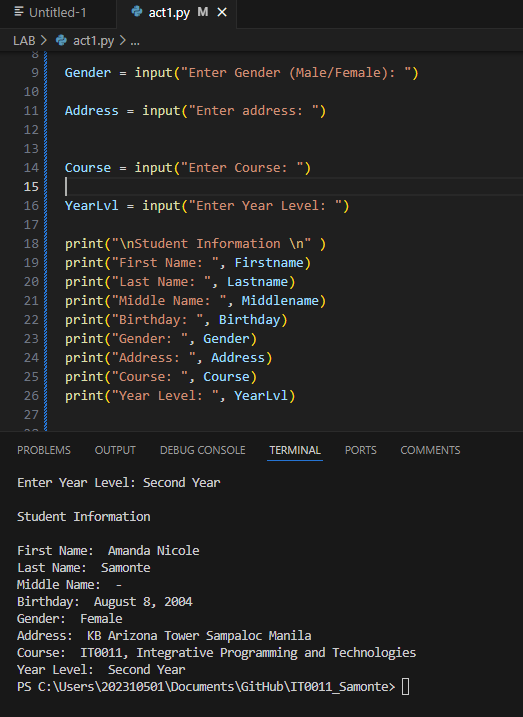 Untitled-1
act1.py M ×
LAB > act1.py > ...
8
9 Gender = input("Enter Gender (Male/Female): ")
10
11 Address = input("Enter address: ")
12
13
14 Course = input("Enter Course: ")
15
16 YearLvl = input("Enter Year Level: ")
17
18 print("\nStudent Information \n" )
19 print("First Name: ", Firstname)
20 print("Last Name: ", Lastname)
21 print("Middle Name: ", Middlename)
22 print("Birthday: ", Birthday)
23 print("Gender: ", Gender)
24 print("Address: ", Address)
25 print("Course: ", Course)
26 print("Year Level: ", YearLvl)
27
PROBLEMS OUTPUT DEBUG CONSOLE TERMINAL PORTS COMMENTS
Enter Year Level: Second Year
Student Information
First Name:  Amanda Nicole
Last Name:  Samonte
Middle Name:  -
Birthday:  August 8, 2004
Gender:  Female
Address:  KB Arizona Tower Sampaloc Manila
Course:  IT0011, Integrative Programming and Technologies
Year Level:  Second Year
PS C:\Users\202310501\Documents\GitHub\IT0011_Samonte>